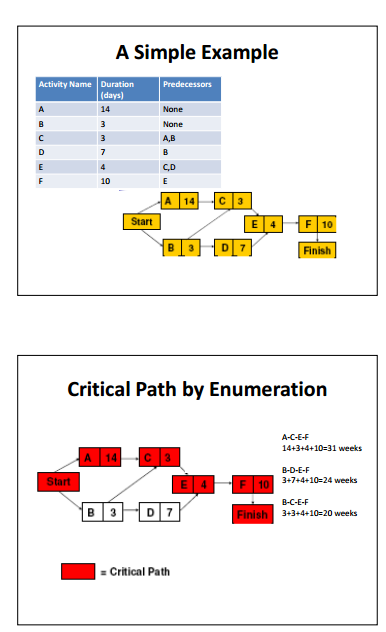 A Simple Example
Activity Name Duration (days) Predecessors
A 14 None
B 3 None
C 3 A,B
D 7 B
E 4 C,D
F 10 E
A 14 C 3
Start E 4 F 10
B 3 D 7 Finish
Critical Path by Enumeration
A-C-E-F
14+3+4+10=31 weeks
A 14 C 3
B-D-E-F
3+7+4+10=24 weeks
Start E 4 F 10
B-C-E-F
3+3+4+10=20 weeks
B 3 D 7 Finish
= Critical Path